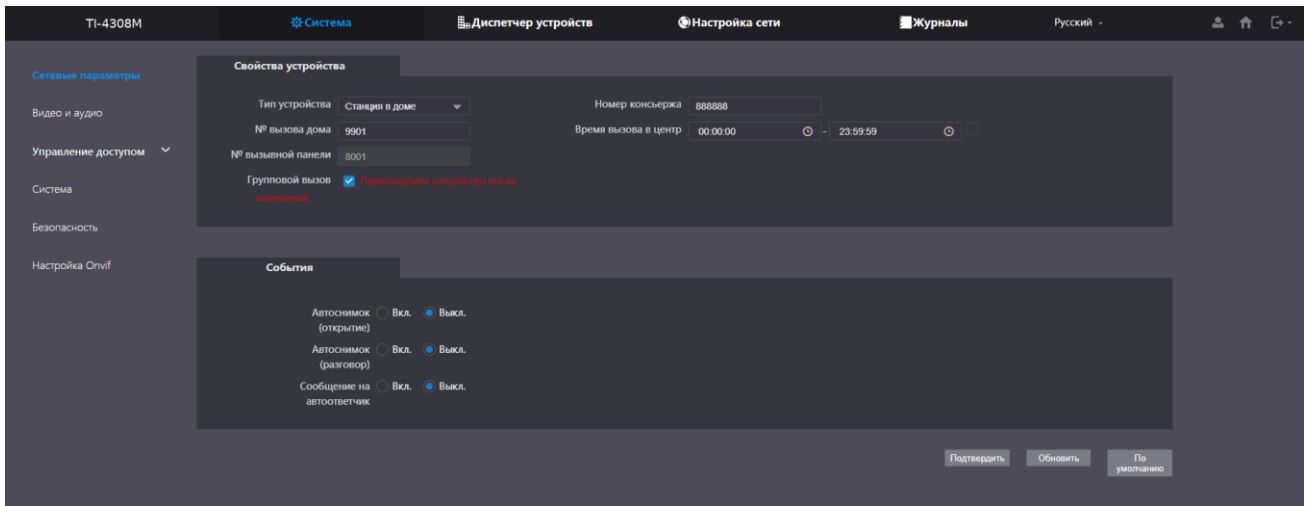 TI-4308M
Система
Диспетчер устройств
Настройка сети
Журналы
Русский
Сетевые параметры
Видео и аудио
Управление доступом
Система
Безопасность
Настройка Onvif
Свойства устройства
Тип устройства Станция в доме
Номер консьержа 888888
№ вызова дома 9901
Время вызова в центр 00:00:00 - 23:59:59
№ вызывной панели 8001
Групповой вызов Перезагрузите устройство после
изменений
События
Автоснимок Вкл. Выкл.
(открытие)
Автоснимок Вкл. Выкл.
(разговор)
Сообщение на Вкл. Выкл.
автоответчик
Подтвердить
Обновить
По
умолчанию